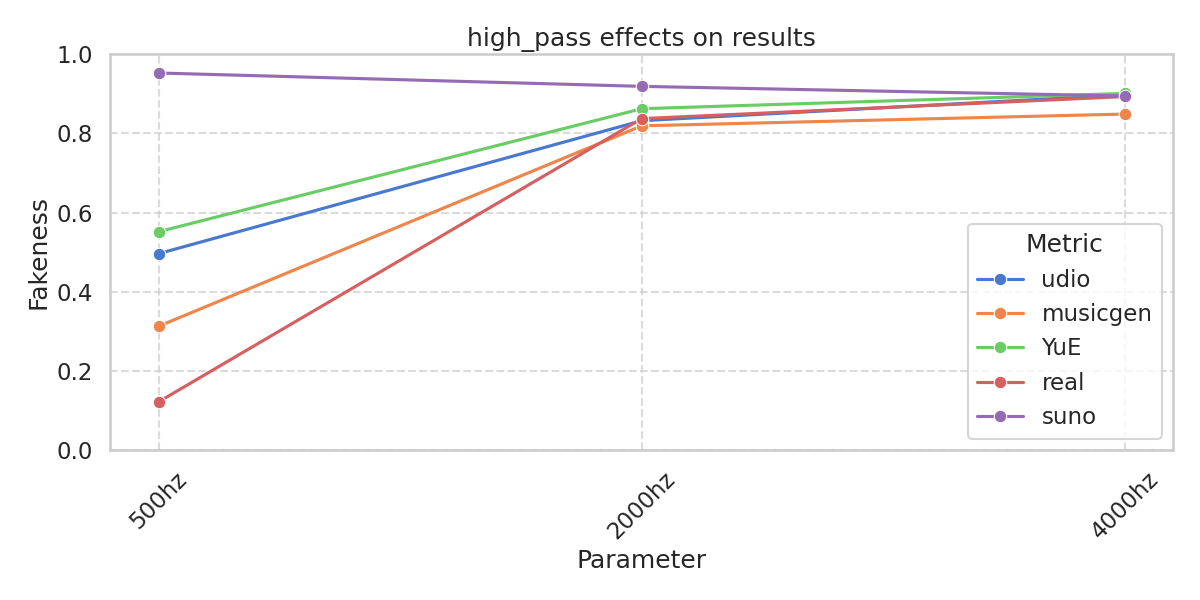 high_pass effects on results
1.0
0.8
0.6
0.4
0.2
0.0
Fakeness
Metric
udio
musicgen
YuE
real
suno
500hz
2000hz
4000hz
Parameter